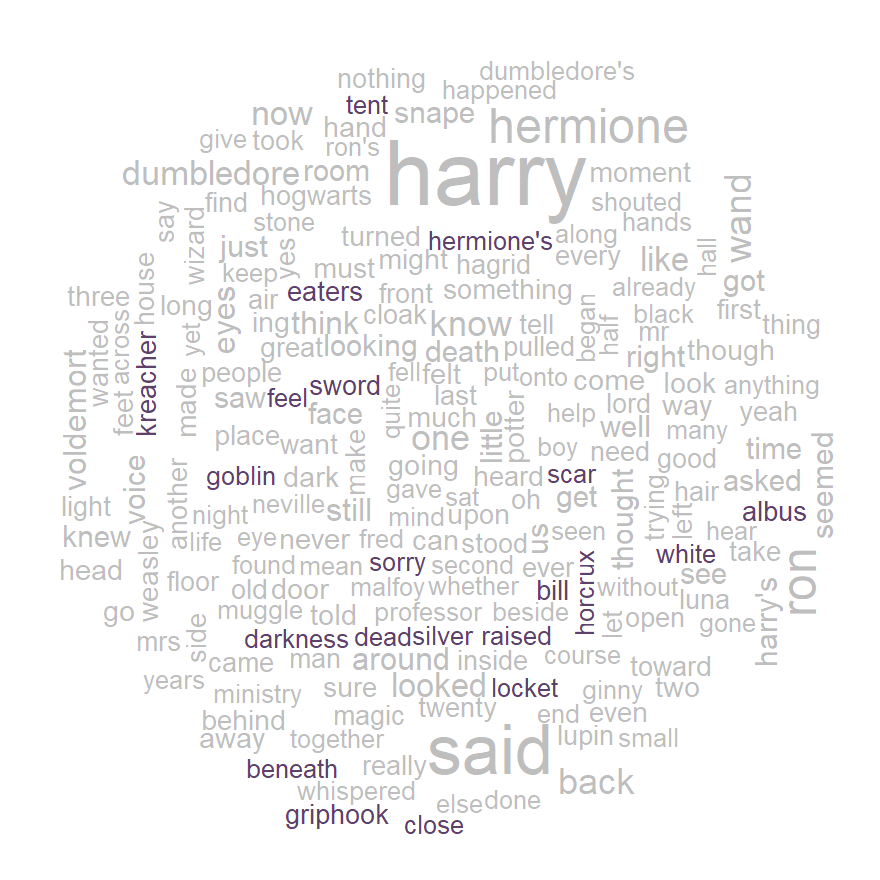 dumbledore's
nothing
happened
tent
now
hand
snape
hermione
give
took
ron's
harry
dumbledore
room
moment
find
hogwarts
shouted
wand
say
wizard
stone
hands
just
yes
turned
hermione's
along
hall
house
keep
must
might
hagrid
every
like
got
three
long
air
eaters
front
something
already
eyes
first
ing
think
cloak
know
tell
began
half
black
mr
thing
wanted
across
yet
great
looking
death
pulled
right
though
kreacher
people
fell
felt
put
onto
come
look
anything
voldemort
feet
made
saw
feel
sword
quite
last
potter
lord
way
yeah
face
much
little
help
well
many
place
want
make
one
boy
need
good
time
seemed
voice
goblin
dark
going
heard
scar
asked
light
another
night
neville
still
gave
sat
oh
get
thought
trying
left
hair
albus
knew
weasley
life
eye
never
fred
mind
upon
can
stood
us
seen
hear
head
floor
found
mean
sorry
second
ever
horcrux
white
take
old
door
malfoy
whether
bill
without
see
ron
go
muggle
told
professor
beside
let
open
luna
gone
harry's
mrs
side
darkness
dead
silver
raised
came
man
around
inside
course
toward
years
ministry
sure
looked
locket
ginny
two
behind
magic
twenty
end
even
away
together
said
lupin
small
beneath
really
back
whispered
else
done
griphook
close